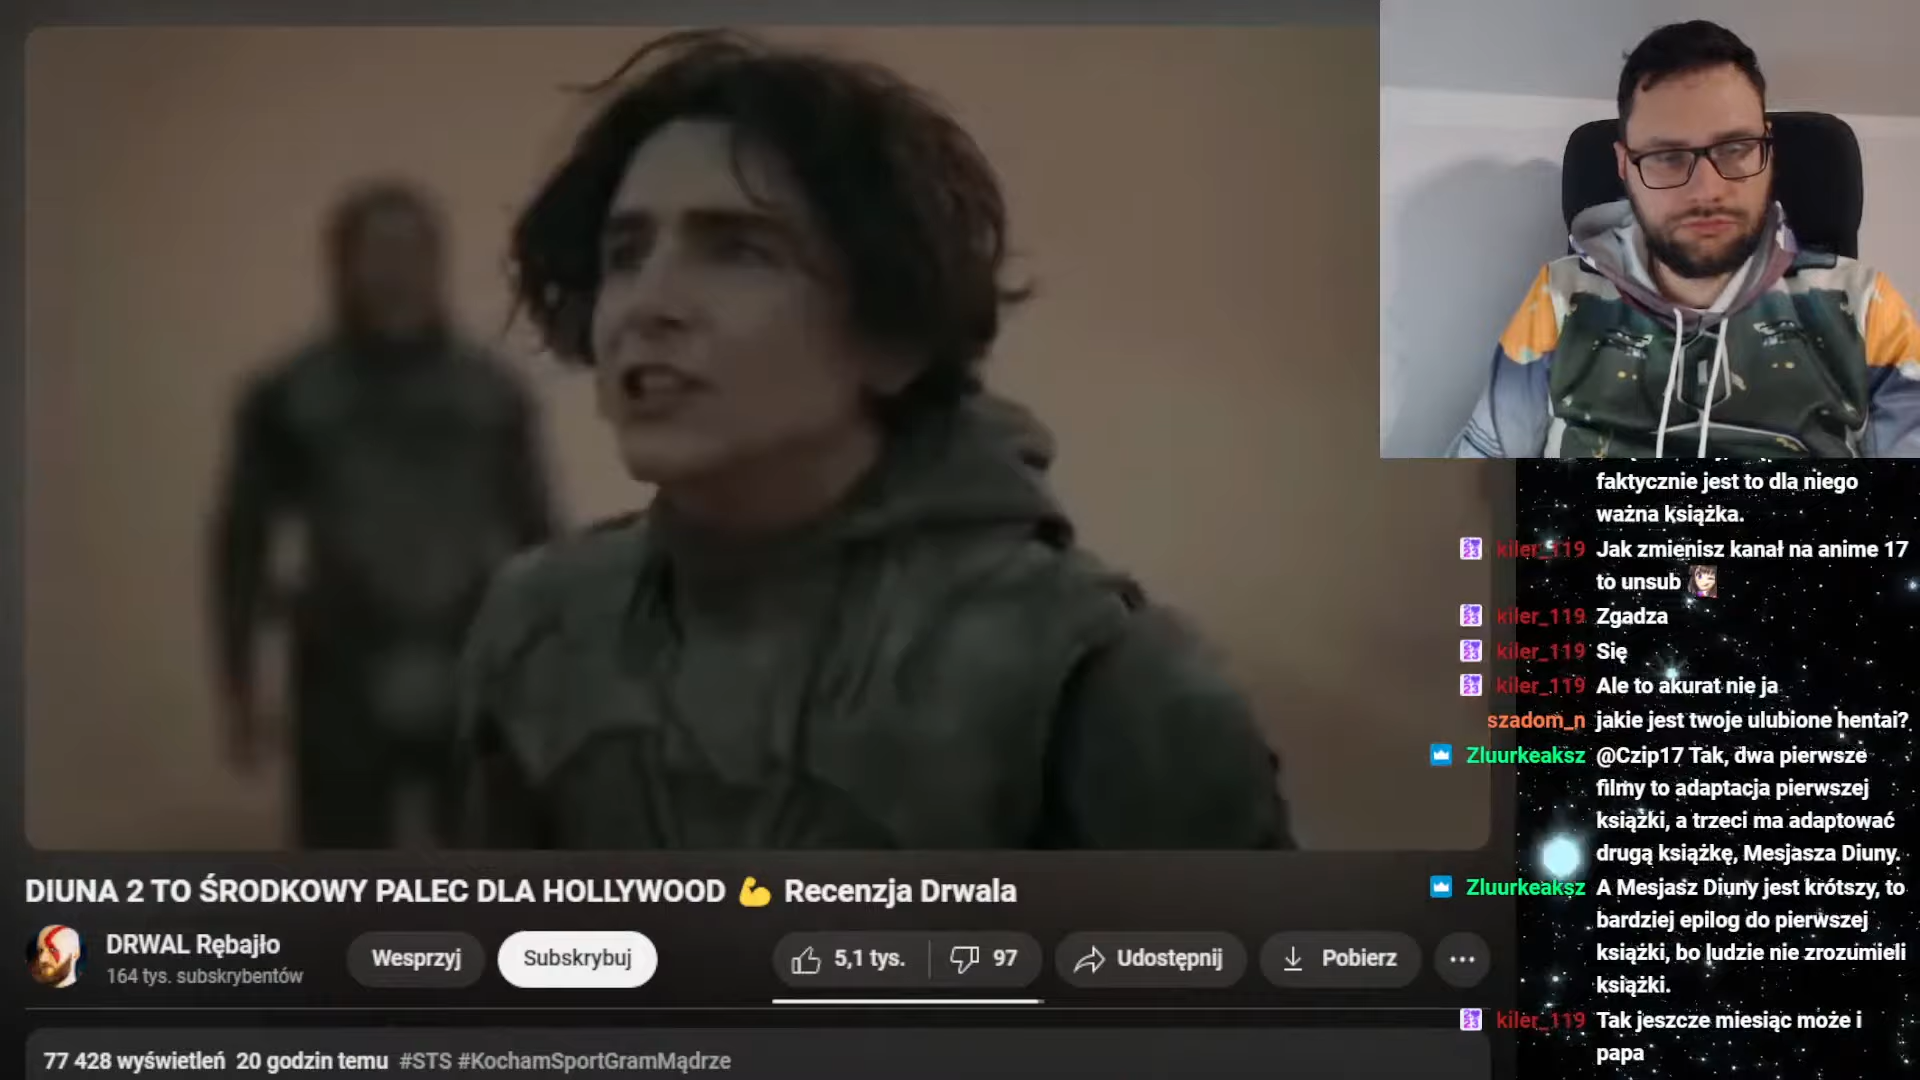 DIUNA 2 TO ŚRODKOWY PALEC DLA HOLLYWOOD 💪 Recenzja Drwala
DRWAL Rębajło
164 tys. subskrybentów
Wesprzyj
Subskrybuj
5,1 tys.
97
Udostępnij
Pobierz
77 428 wyświetleń 20 godzin temu #STS #KochamSportGramMądrze
faktycznie jest to dla niego
ważna książka.
kiler_119 Jak zmienisz kanał na anime 17
to unsub
kiler_119 Zgadza
kiler_119 Się
kiler_119 Ale to akurat nie ja
szadom_n jakie jest twoje ulubione hentai?
Zluurkeaksz @Czip17 Tak, dwa pierwsze
filmy to adaptacja pierwszej
książki, a trzeci ma adaptować
drugą książkę, Mesjasza Diuny.
Zluurkeaksz A Mesjasz Diuny jest krótszy, to
bardziej epilog do pierwszej
książki, bo ludzie nie zrozumieli
książki.
kiler_119 Tak jeszcze miesiąc może i
papa